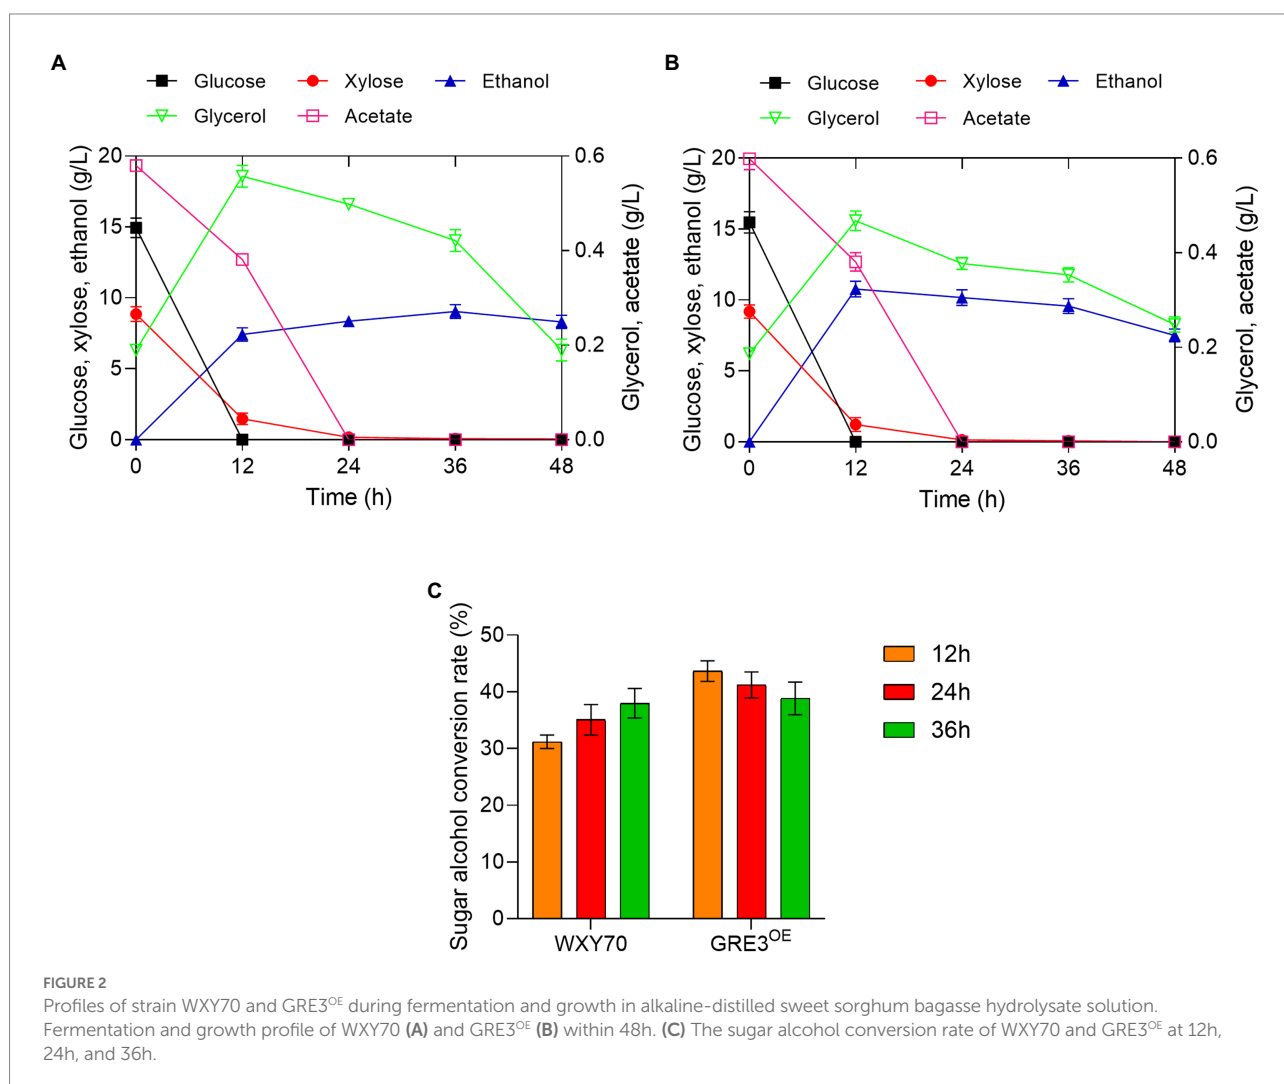 A
Glucose Xylose Ethanol
Glycerol Acetate
Glucose, xylose, ethanol (g/L)
20
15
10
5
0
0.6
0.4
0.2
0.0
Glycerol, acetate (g/L)
0 12 24 36 48
Time (h)
B
Glucose Xylose Ethanol
Glycerol Acetate
Glucose, xylose, ethanol (g/L)
20
15
10
5
0
0.6
0.4
0.2
0.0
Glycerol, acetate (g/L)
0 12 24 36 48
Time (h)
C
Sugar alcohol conversion rate (%)
50
40
30
20
10
0
WXY70 GRE3OE
12h
24h
36h
FIGURE 2
Profiles of strain WXY70 and GRE3OE during fermentation and growth in alkaline-distilled sweet sorghum bagasse hydrolysate solution.
Fermentation and growth profile of WXY70 (A) and GRE3OE (B) within 48h. (C) The sugar alcohol conversion rate of WXY70 and GRE3OE at 12h,
24h, and 36h.